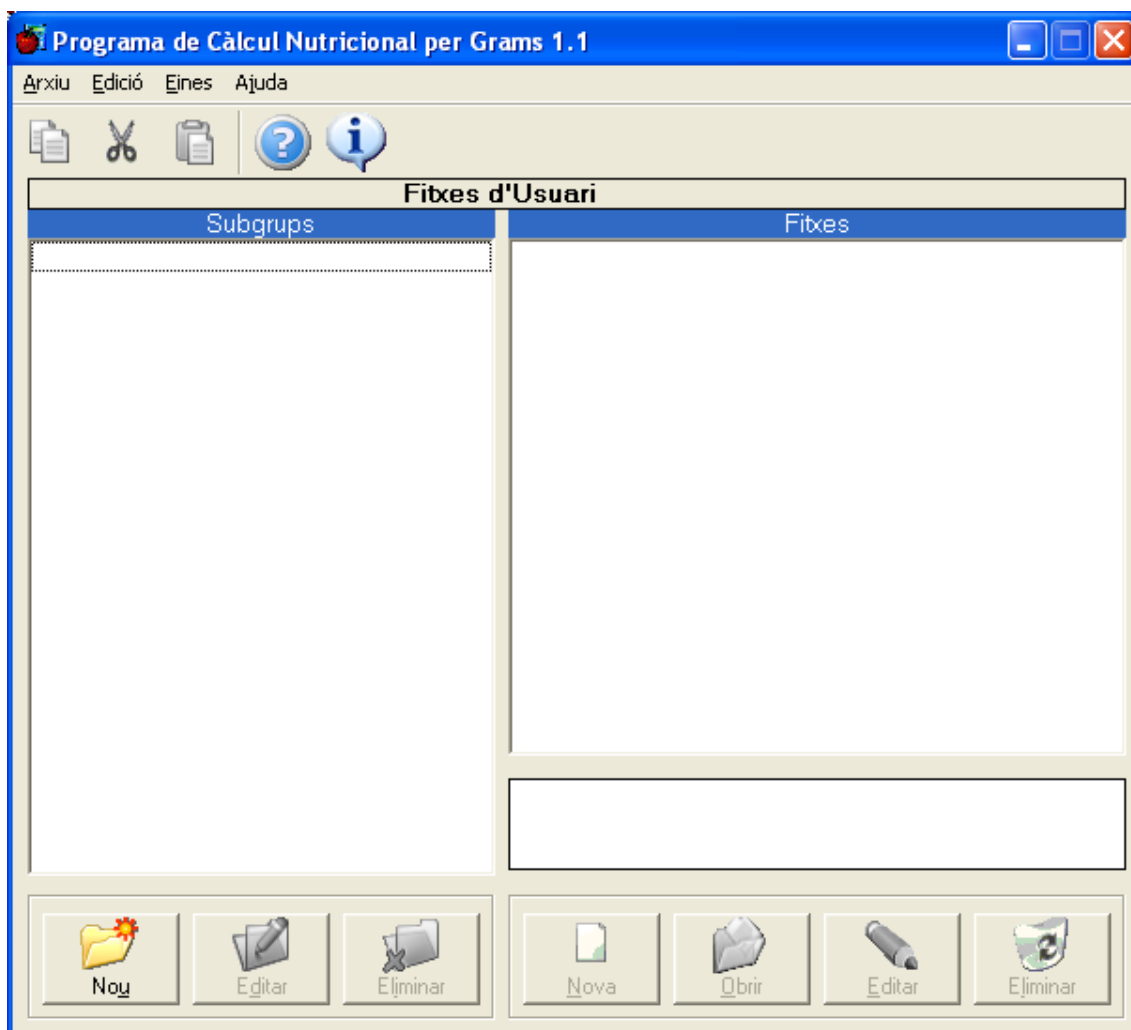 Programa de Càlcul Nutricional per Grams 1.1
Arxiu Edició Eines Ajuda
Fitxes d'Usuari
Subgrups Fitxes
Nou Editar Eliminar Nova Obrir Editar Eliminar